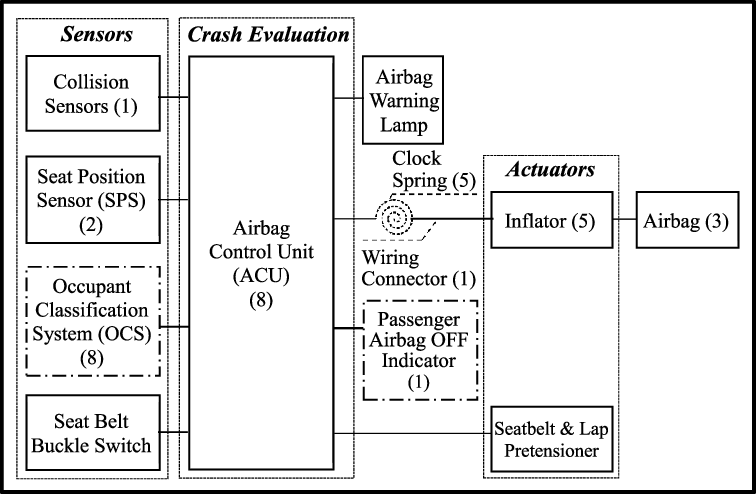 Sensors
Collision
Sensors (1)
Seat Position
Sensor (SPS)
(2)
Occupant
Classification
System (OCS)
(8)
Seat Belt
Buckle Switch
Crash Evaluation
Airbag
Control Unit
(ACU)
(8)
Airbag
Warning
Lamp
Clock
Spring (5)
Wiring
Connector (1)
Passenger
Airbag OFF
Indicator
(1)
Actuators
Inflator (5)
Airbag (3)
Seatbelt & Lap
Pretensioner